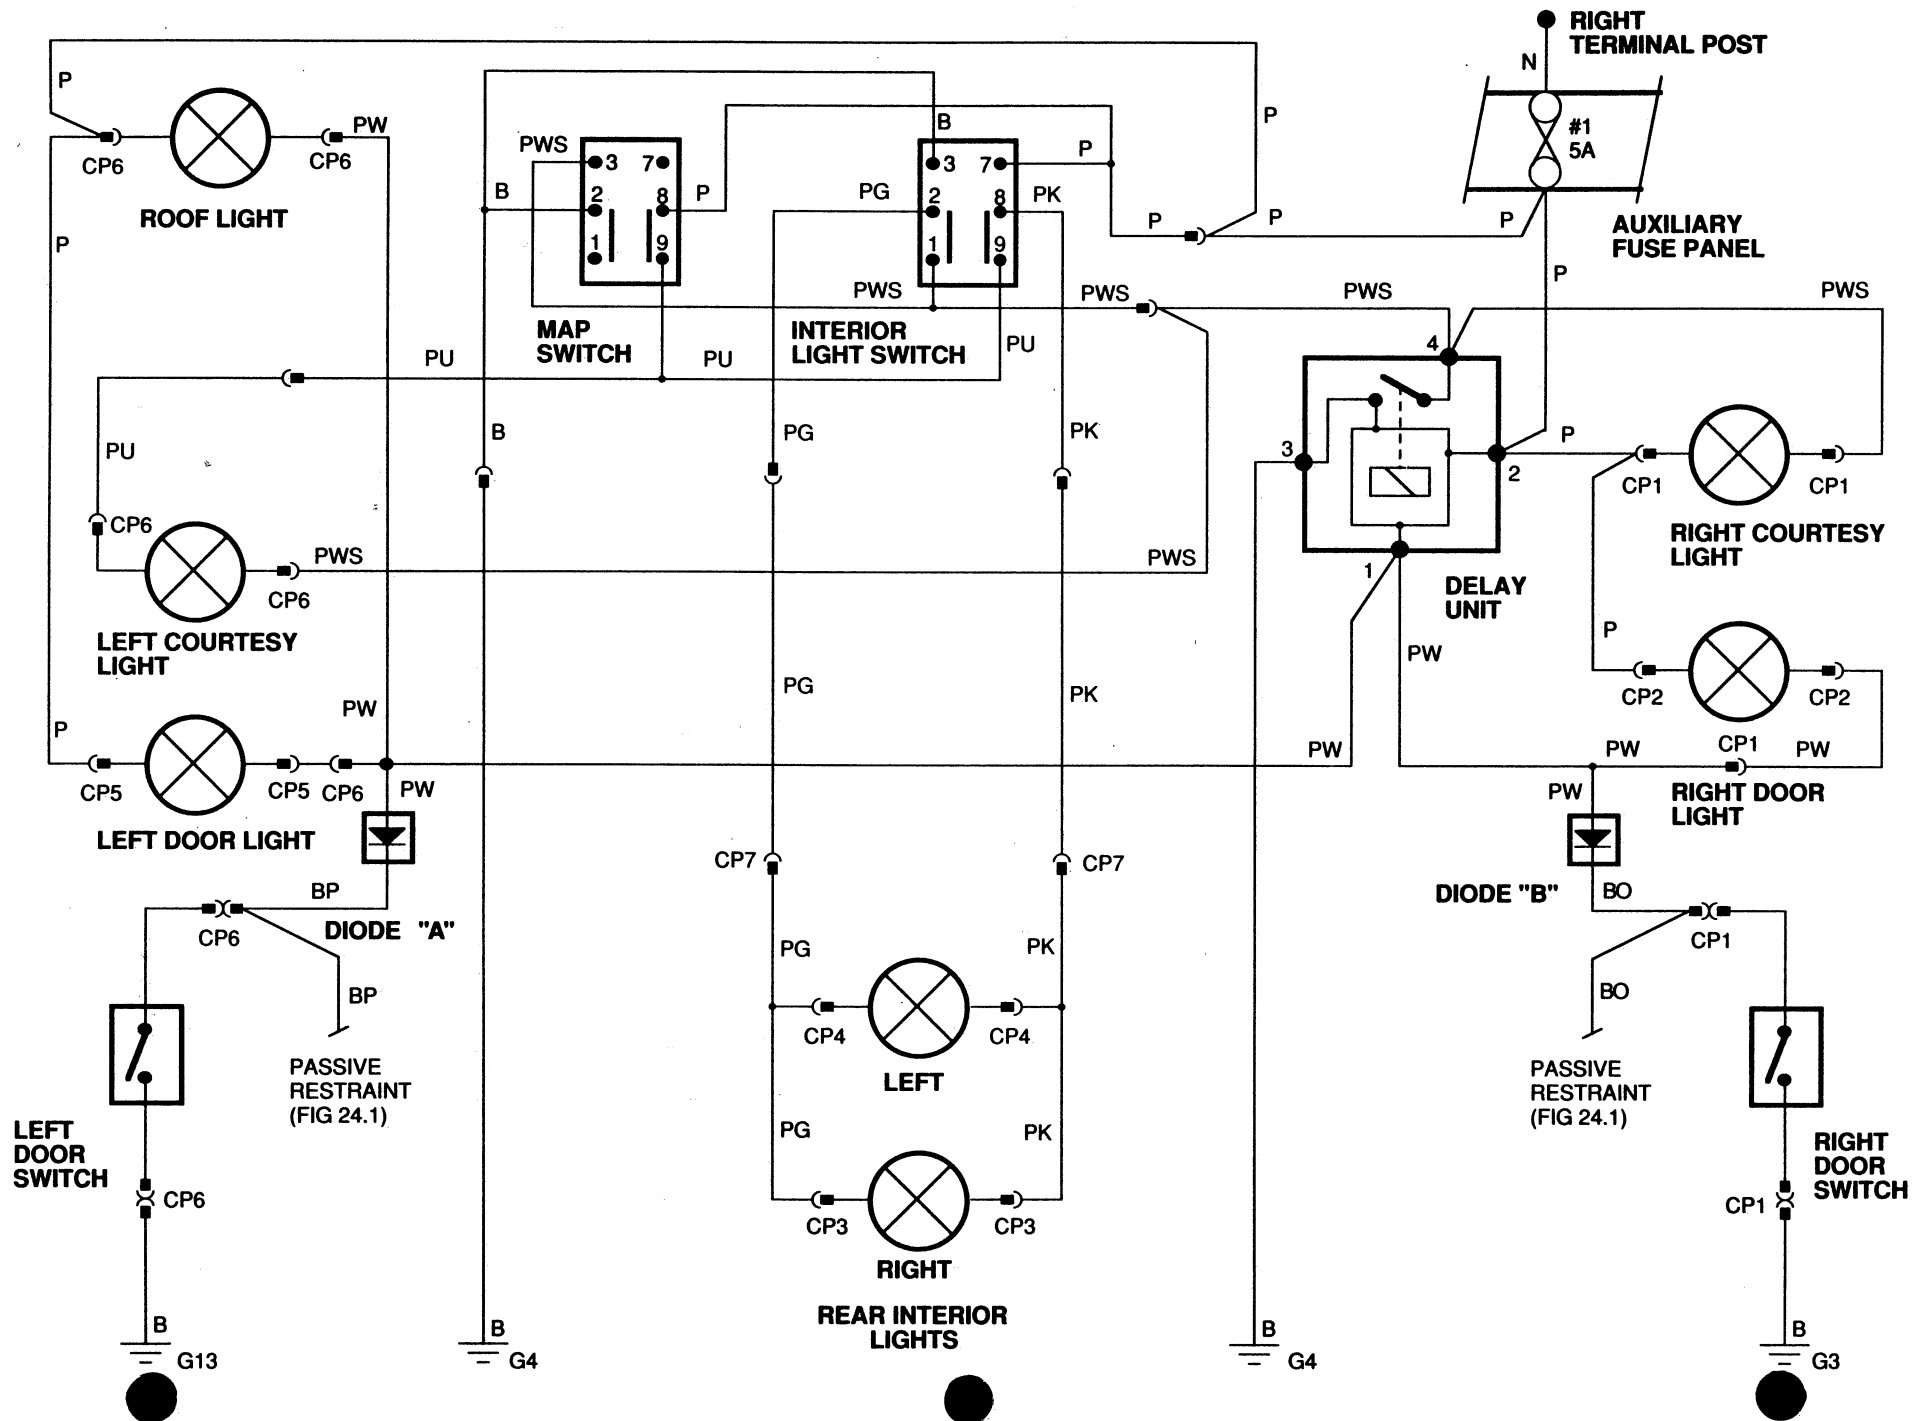 RIGHT
TERMINAL POST
N
#1
5A
AUXILIARY
FUSE PANEL
P
P
P
P
P
P
P
P
P
P
P
P
P
CP6
PW
CP6
ROOF LIGHT
PWS
3
7
2
8
1
9
B
P
MAP
SWITCH
B
3
7
2
8
1
9
PG
PK
PWS
PU
INTERIOR
LIGHT SWITCH
PWS
PWS
PWS
PU
PU
PU
CP6
PWS
CP6
PWS
LEFT COURTESY
LIGHT
B
PG
PK
4
3
2
1
DELAY
UNIT
CP1
CP1
RIGHT COURTESY
LIGHT
CP2
CP2
PW
PG
PK
PW
PW
PW
CP1
PW
RIGHT DOOR
LIGHT
CP5
CP5
CP6
PW
LEFT DOOR LIGHT
PW
BP
DIODE "A"
CP6
BP
PASSIVE
RESTRAINT
(FIG 24.1)
LEFT
DOOR
SWITCH
CP6
B
G13
B
G4
CP7
CP7
PG
PK
CP4
CP4
LEFT
PG
PK
CP3
CP3
RIGHT
REAR INTERIOR
LIGHTS
B
G4
DIODE "B"
BO
CP1
BO
PASSIVE
RESTRAINT
(FIG 24.1)
RIGHT
DOOR
SWITCH
CP1
B
G3